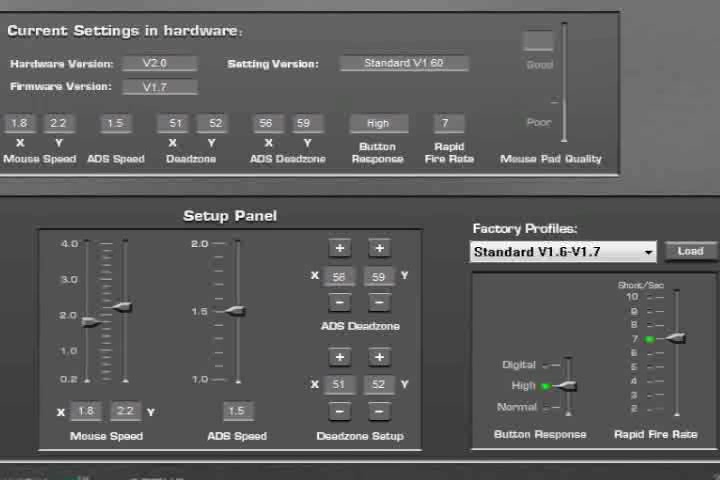 Current Settings in hardware:
Hardware Version: V2.0 Setting Version: Standard V1.60
Good
Firmware Version: V1.7
1.8 2.2 1.5 51 52 56 59 High 7 Poor
X Y X Y X Y Button Rapid
Mouse Speed ADS Speed Deadzone ADS Deadzone Response Fire Rate Mouse Pad Quality
Setup Panel
Factory Profiles:
Standard V1.6-V1.7 Load
4.0
3.0
2.0
1.0
0.2
X 1.8 2.2 Y
Mouse Speed
2.0
1.5
1.0
1.5
ADS Speed
+ +
X 56 59 Y
- -
ADS Deadzone
+ +
X 51 52 Y
- -
Deadzone Setup
Digital
High
Normal
Button Response
Shont/Sec
10
9
8
7
6
5
4
3
2
Rapid Fire Rate